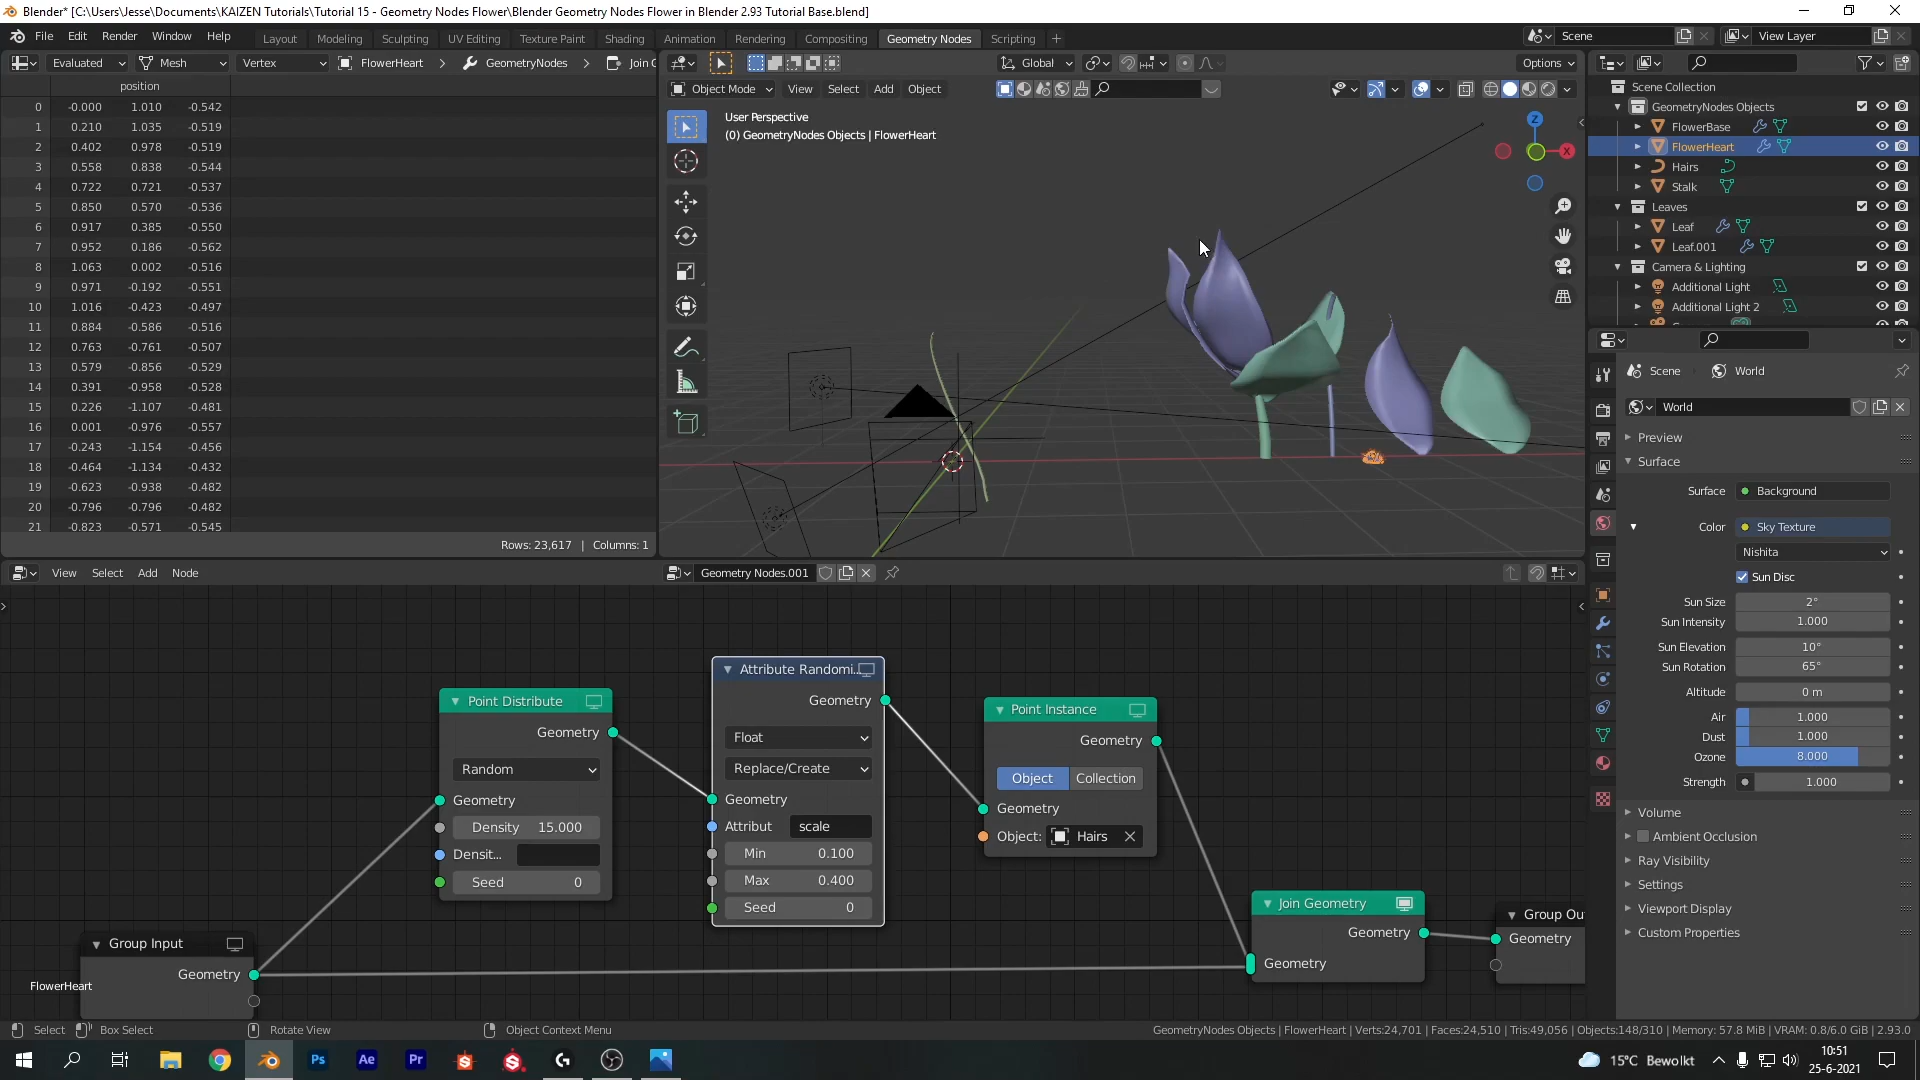 Blender* [C:\Users\Jesse\Documents\KAIZEN Tutorials\Tutorial 15 - Geometry Nodes Flower\Blender Geometry Nodes Flower in Blender 2.93 Tutorial Base.blend]
File Edit Render Window Help Layout Modeling Sculpting UV Editing Texture Paint Shading Animation Rendering Compositing Geometry Nodes Scripting + Scene View Layer
Evaluated Mesh Vertex FlowerHeart GeometryNodes Join G Global Options
position
0 -0.000 1.010 -0.542
1 0.210 1.035 -0.519
2 0.402 0.978 -0.519
3 0.558 0.838 -0.544
4 0.722 0.721 -0.537
5 0.850 0.570 -0.536
6 0.917 0.385 -0.550
7 0.952 0.186 -0.562
8 1.063 0.002 -0.516
9 0.971 -0.192 -0.551
10 1.016 -0.423 -0.497
11 0.884 -0.586 -0.516
12 0.763 -0.761 -0.507
13 0.579 -0.856 -0.529
14 0.391 -0.958 -0.528
15 0.226 -1.107 -0.481
16 0.001 -0.976 -0.557
17 -0.243 -1.154 -0.456
18 -0.464 -1.134 -0.432
19 -0.623 -0.938 -0.482
20 -0.796 -0.796 -0.482
21 -0.823 -0.571 -0.545
Rows: 23,617 | Columns: 1
Object Mode View Select Add Object
User Perspective
(0) GeometryNodes Objects | FlowerHeart
Z
X
Scene Collection
GeometryNodes Objects
FlowerBase
FlowerHeart
Hairs
Stalk
Leaves
Leaf
Leaf.001
Camera & Lighting
Additional Light
Additional Light 2
Scene World
World
Preview
Surface
Surface Background
Color Sky Texture
Nishita
Sun Disc
Sun Size 2°
Sun Intensity 1.000
Sun Elevation 10°
Sun Rotation 65°
Altitude 0 m
Air 1.000
Dust 1.000
Ozone 8.000
Strength 1.000
Volume
Ambient Occlusion
Ray Visibility
Settings
Viewport Display
Custom Properties
View Select Add Node Geometry Nodes.001
Point Distribute
Geometry
Random
Geometry
Density 15.000
Densit...
Seed 0
Attribute Randomi...
Geometry
Float
Replace/Create
Geometry
Attribut scale
Min 0.100
Max 0.400
Seed 0
Point Instance
Geometry
Object Collection
Geometry
Object: Hairs
Join Geometry
Geometry
Geometry
Group Ou
Geometry
Group Input
Geometry
FlowerHeart
Select Box Select Rotate View Object Context Menu GeometryNodes Objects | FlowerHeart | Verts:24,701 | Faces:24,510 | Tris:49,056 | Objects:148/310 | Memory: 57.8 MiB | VRAM: 0.8/6.0 GiB | 2.93.0
Ps Ae Pr 15°C Bewolkt 10:51
25-6-2021